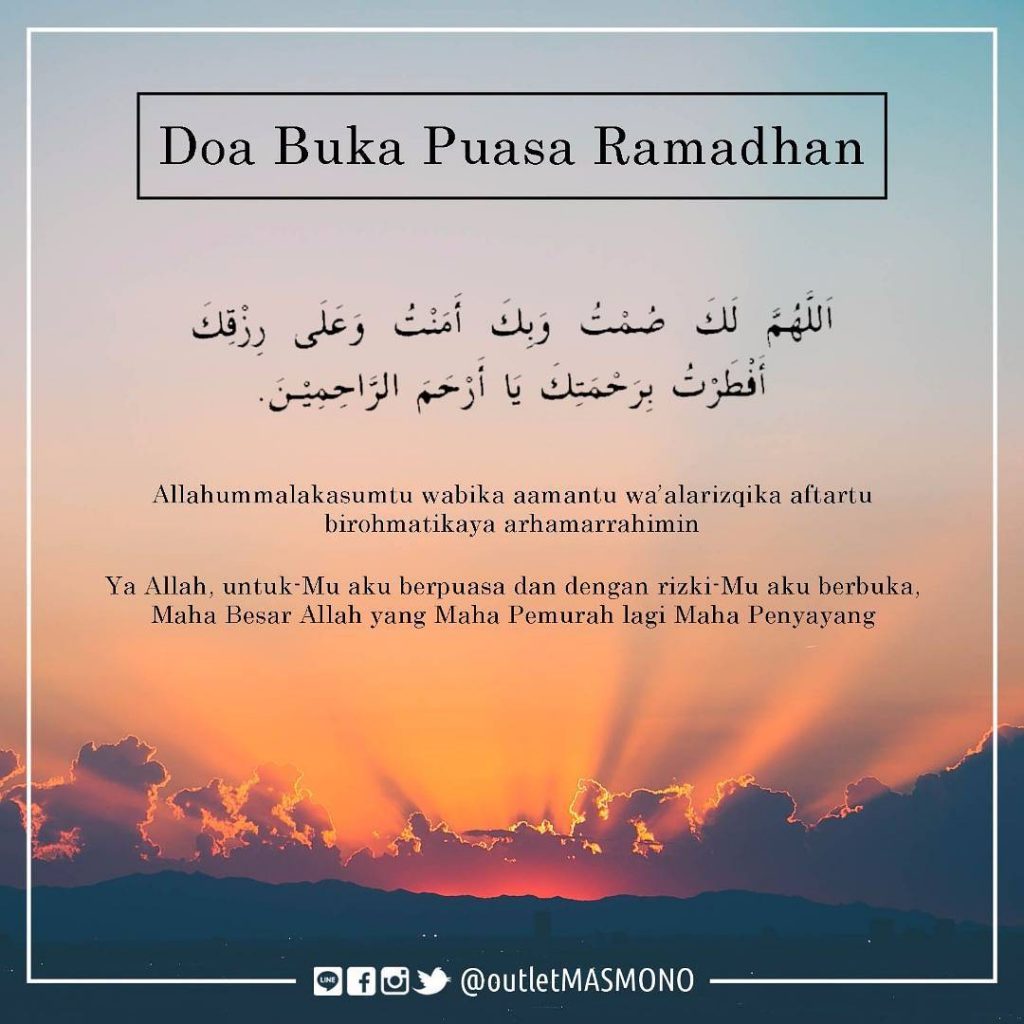 Doa Buka Puasa Ramadhan
اَللَّهُمَّ لَكَ صُمْتُ وَبِكَ أَمَنْتُ وَعَلَى رِزْقِكَ
أَفْطَرْتُ بِرَحْمَتِكَ يَا أَرْحَمَ الرَّاحِمِيْنَ.
Allahummalakasumtu wabika aamantu wa’alarizqika aftartu
birohmatikaya arhamarrahimin
Ya Allah, untuk-Mu aku berpuasa dan dengan rizki-Mu aku berbuka,
Maha Besar Allah yang Maha Pemurah lagi Maha Penyayang
LINE @outletMASMONO